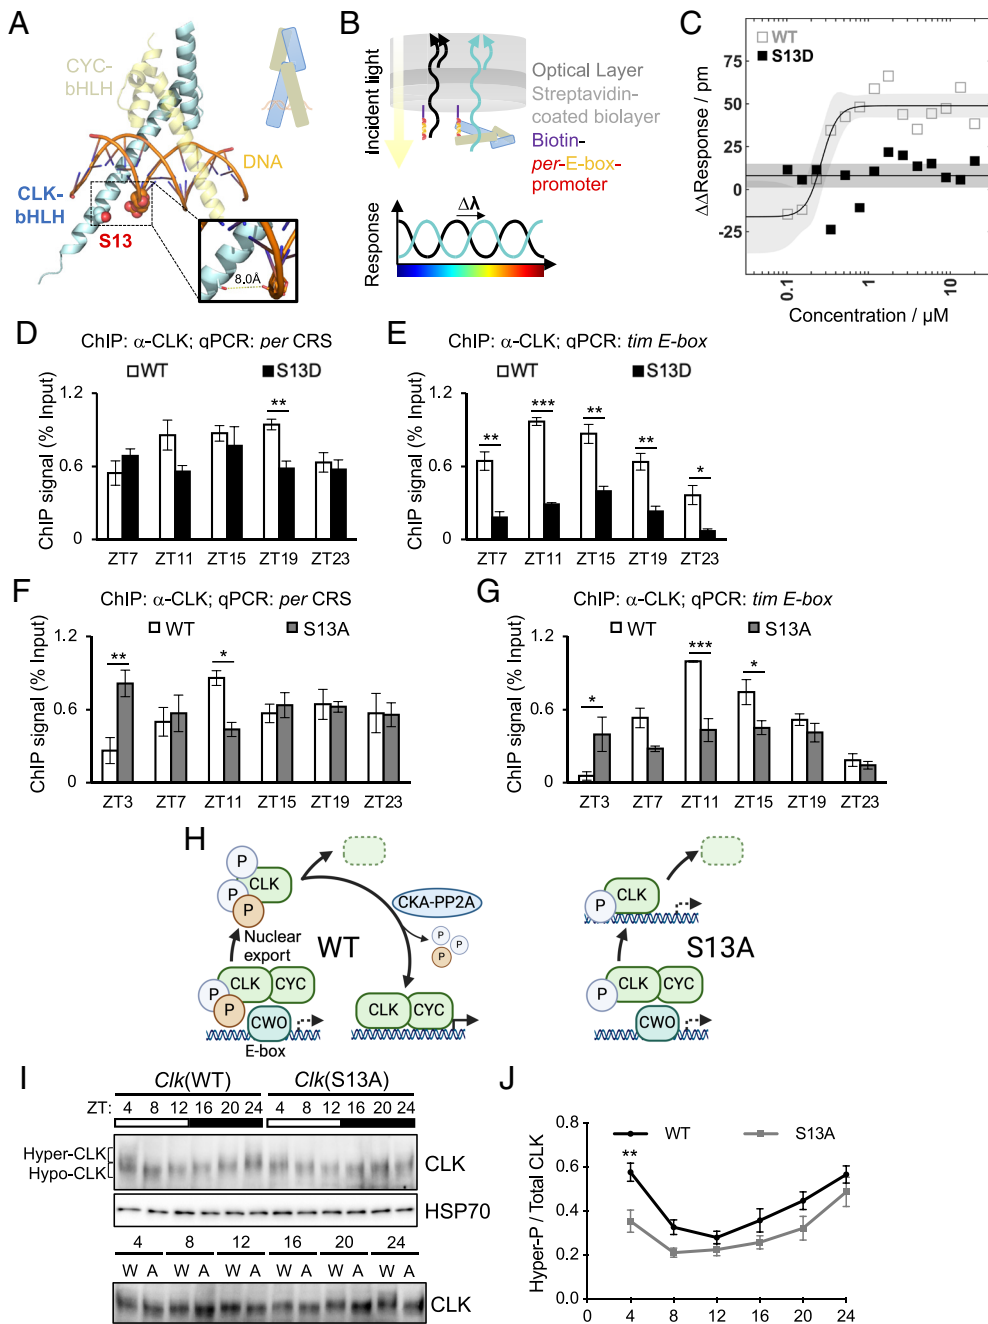 A
CYC-
bHLH
DNA
CLK-
bHLH
S13
8.0Å
B
Incident light
Optical Layer
Streptavidin-
coated biolayer
Biotin-
per-E-box-
promoter
Response
Δλ
λ
C
WT
S13D
ΔΔResponse / pm
75
50
25
0
-25
0.1
1
10
Concentration / µM
D
ChIP: α-CLK; qPCR: per CRS
WT
S13D
ChIP signal (% Input)
1.2
0.6
0
**
ZT7 ZT11 ZT15 ZT19 ZT23
E
ChIP: α-CLK; qPCR: tim E-box
WT
S13D
ChIP signal (% Input)
1.2
0.6
0
** *** ** ** *
ZT7 ZT11 ZT15 ZT19 ZT23
F
ChIP: α-CLK; qPCR: per CRS
WT
S13A
ChIP signal (% Input)
1.2
0.6
0
** *
ZT3 ZT7 ZT11 ZT15 ZT19 ZT23
G
ChIP: α-CLK; qPCR: tim E-box
WT
S13A
ChIP signal (% Input)
1.2
0.6
0
* *** *
ZT3 ZT7 ZT11 ZT15 ZT19 ZT23
H
P
CLK
P
P
CKA-PP2A
P
P
P
Nuclear
export
WT
P
CLK CYC
P
CWO
E-box
CLK CYC
CLK
P
S13A
CLK CYC
P
CWO
I
Clk(WT) Clk(S13A)
ZT: 4 8 12 16 20 24 4 8 12 16 20 24
Hyper-CLK
Hypo-CLK
CLK
HSP70
4 8 12 16 20 24
W A W A W A W A W A W A
CLK
J
WT
S13A
Hyper-P / Total CLK
0.8
0.6
0.4
0.2
0.0
**
0 4 8 12 16 20 24